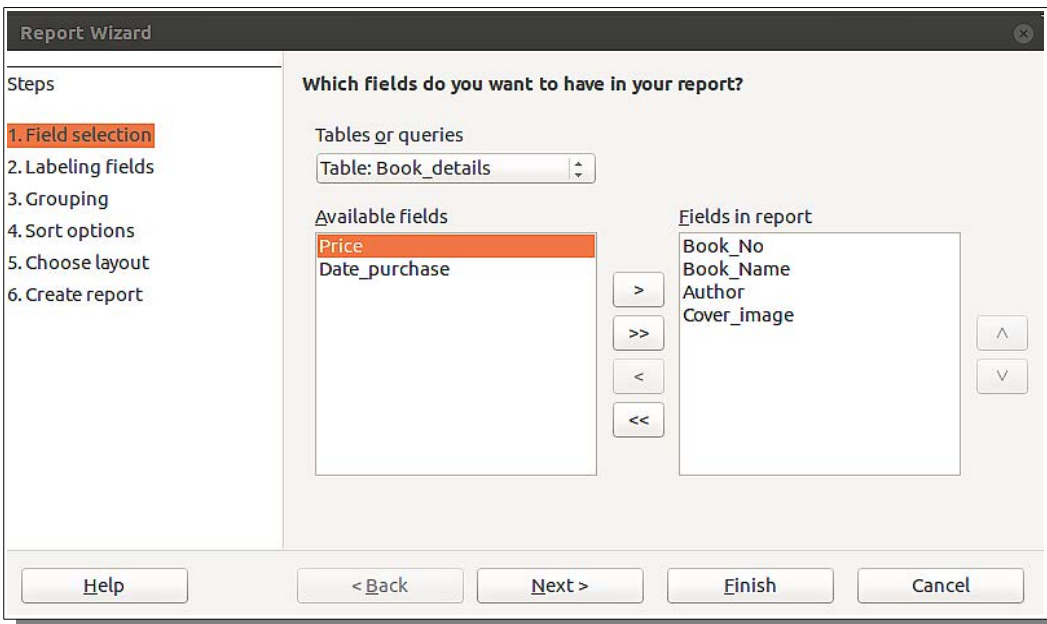 Report Wizard
Steps
1. Field selection
2. Labeling fields
3. Grouping
4. Sort options
5. Choose layout
6. Create report
Which fields do you want to have in your report?
Tables or queries
Table: Book_details
Available fields
Price
Date_purchase
>
>>
<
<<
Fields in report
Book_No
Book_Name
Author
Cover_image
Help
< Back
Next >
Finish
Cancel